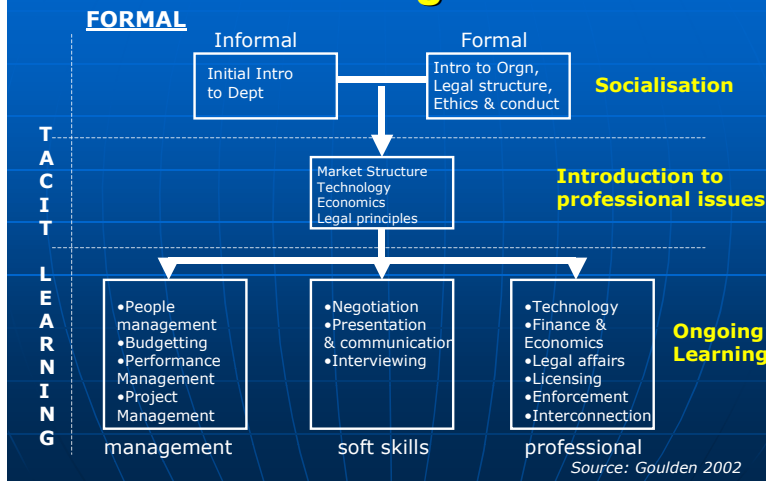 FORMAL
Informal
Formal
Initial Intro
to Dept
Intro to Orgn,
Legal structure,
Ethics & conduct
Socialisation
TACIT LEARNING
Market Structure
Technology
Economics
Legal principles
Introduction to
professional issues
•People
management
•Budgetting
•Performance
Management
•Project
Management
•Negotiation
•Presentation
& communication
•Interviewing
•Technology
•Finance &
Economics
•Legal affairs
•Licensing
•Enforcement
•Interconnection
Ongoing
Learning
management
soft skills
professional
Source: Goulden 2002